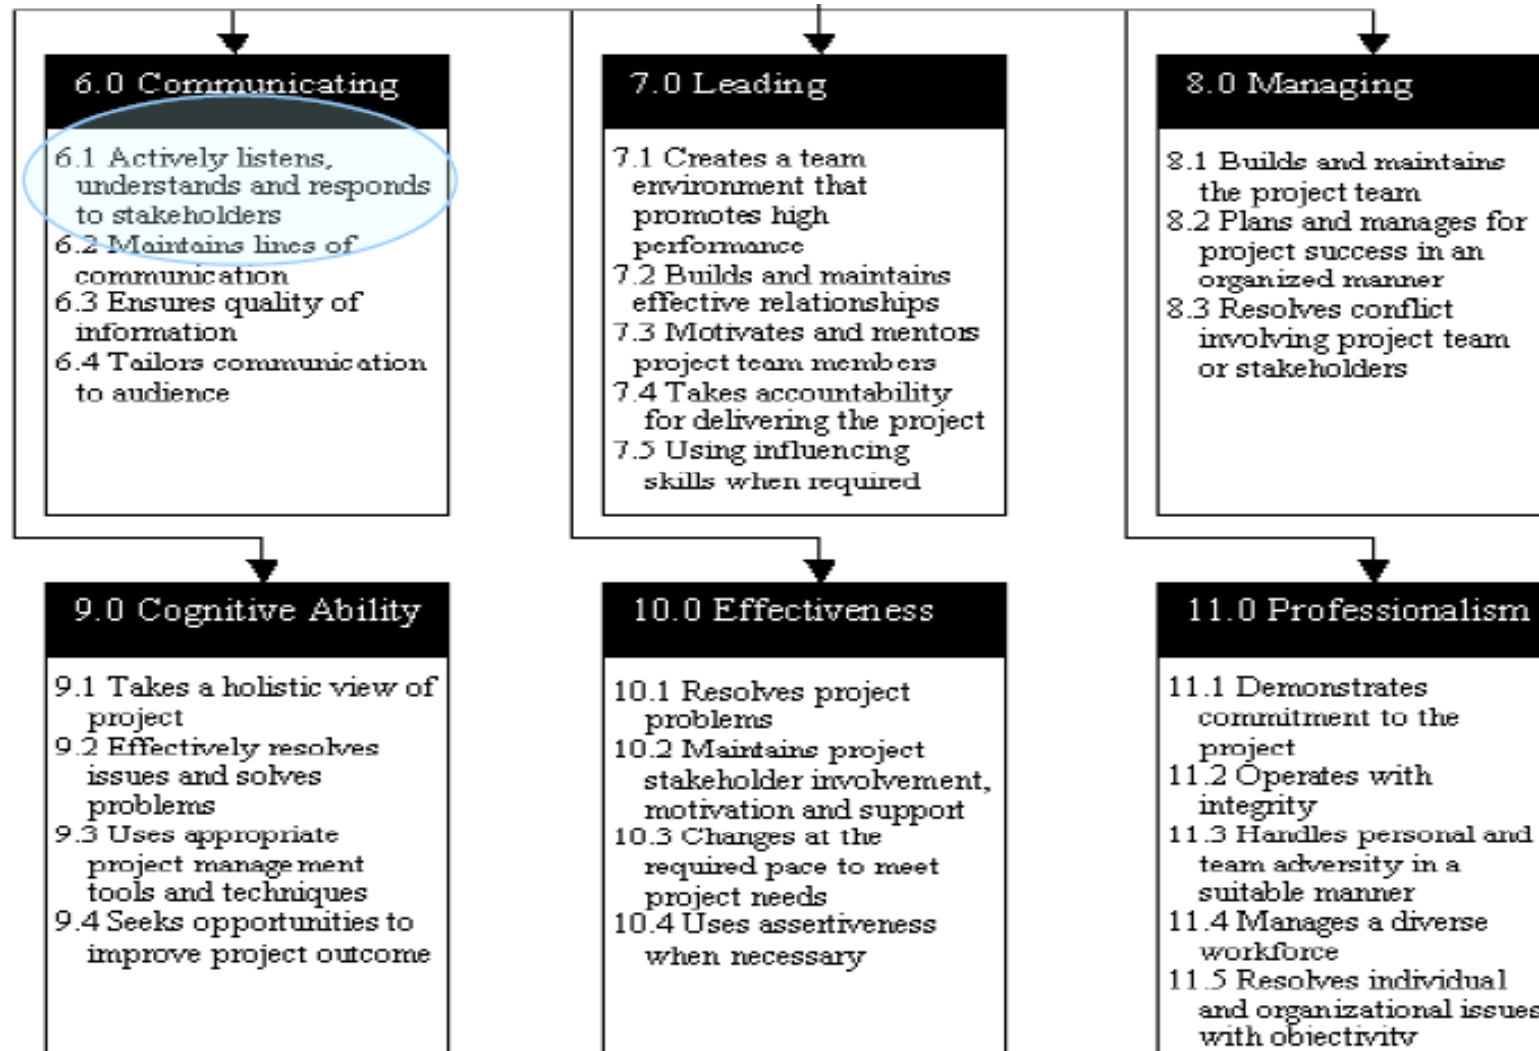 6.0 Communicating
6.1 Actively listens,
understands and responds
to stakeholders
6.2 Maintains lines of
communication
6.3 Ensures quality of
information
6.4 Tailors communication
to audience
7.0 Leading
7.1 Creates a team
environment that
promotes high
performance
7.2 Builds and maintains
effective relationships
7.3 Motivates and mentors
project team members
7.4 Takes accountability
for delivering the project
7.5 Using influencing
skills when required
8.0 Managing
8.1 Builds and maintains
the project team
8.2 Plans and manages for
project success in an
organized manner
8.3 Resolves conflict
involving project team
or stakeholders
9.0 Cognitive Ability
9.1 Takes a holistic view of
project
9.2 Effectively resolves
issues and solves
problems
9.3 Uses appropriate
project management
tools and techniques
9.4 Seeks opportunities to
improve project outcome
10.0 Effectiveness
10.1 Resolves project
problems
10.2 Maintains project
stakeholder involvement,
motivation and support
10.3 Changes at the
required pace to meet
project needs
10.4 Uses assertiveness
when necessary
11.0 Professionalism
11.1 Demonstrates
commitment to the
project
11.2 Operates with
integrity
11.3 Handles personal and
team adversity in a
suitable manner
11.4 Manages a diverse
workforce
11.5 Resolves individual
and organizational issues
with objectivity